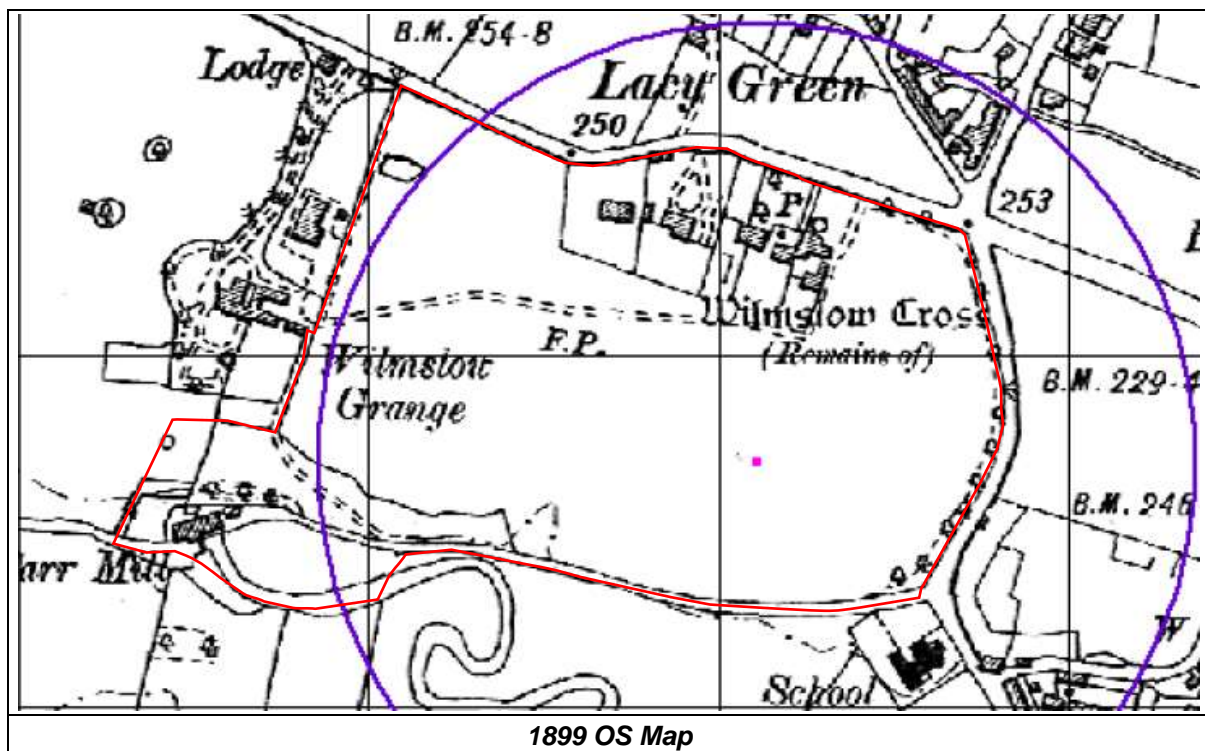 B.M. 254·8
Lodge
Lacy Green
250
253
P
Wilmslow Cross
(Remains of)
F.P.
Wilmslow
Grange
B.M. 229·4
B.M. 246
arr Mill
W
School
1899 OS Map